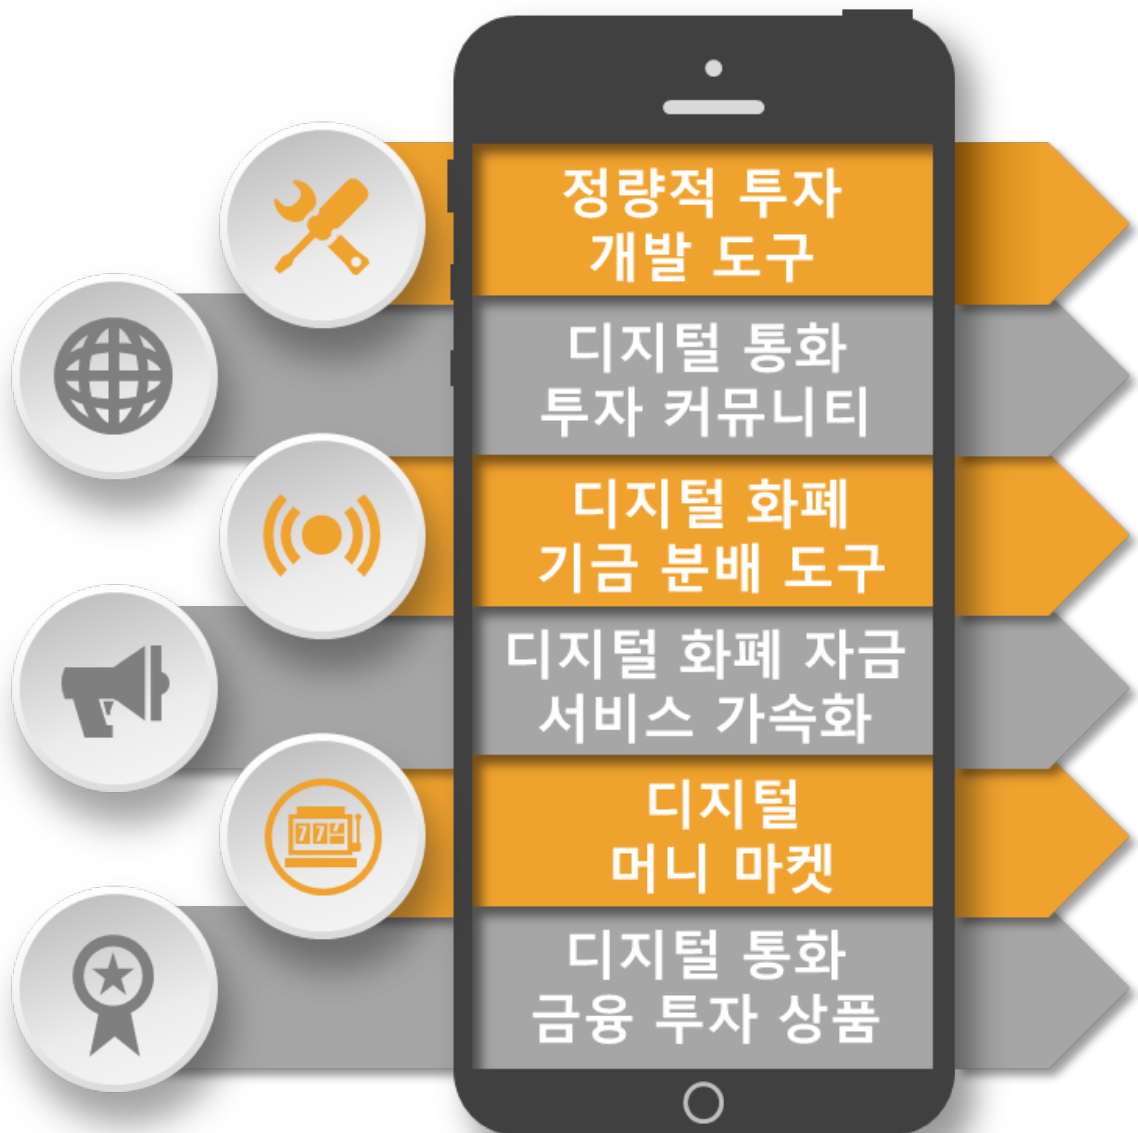 정량적 투자
개발 도구
디지털 통화
투자 커뮤니티
디지털 화폐
기금 분배 도구
디지털 화폐 자금
서비스 가속화
디지털
머니 마켓
디지털 통화
금융 투자 상품